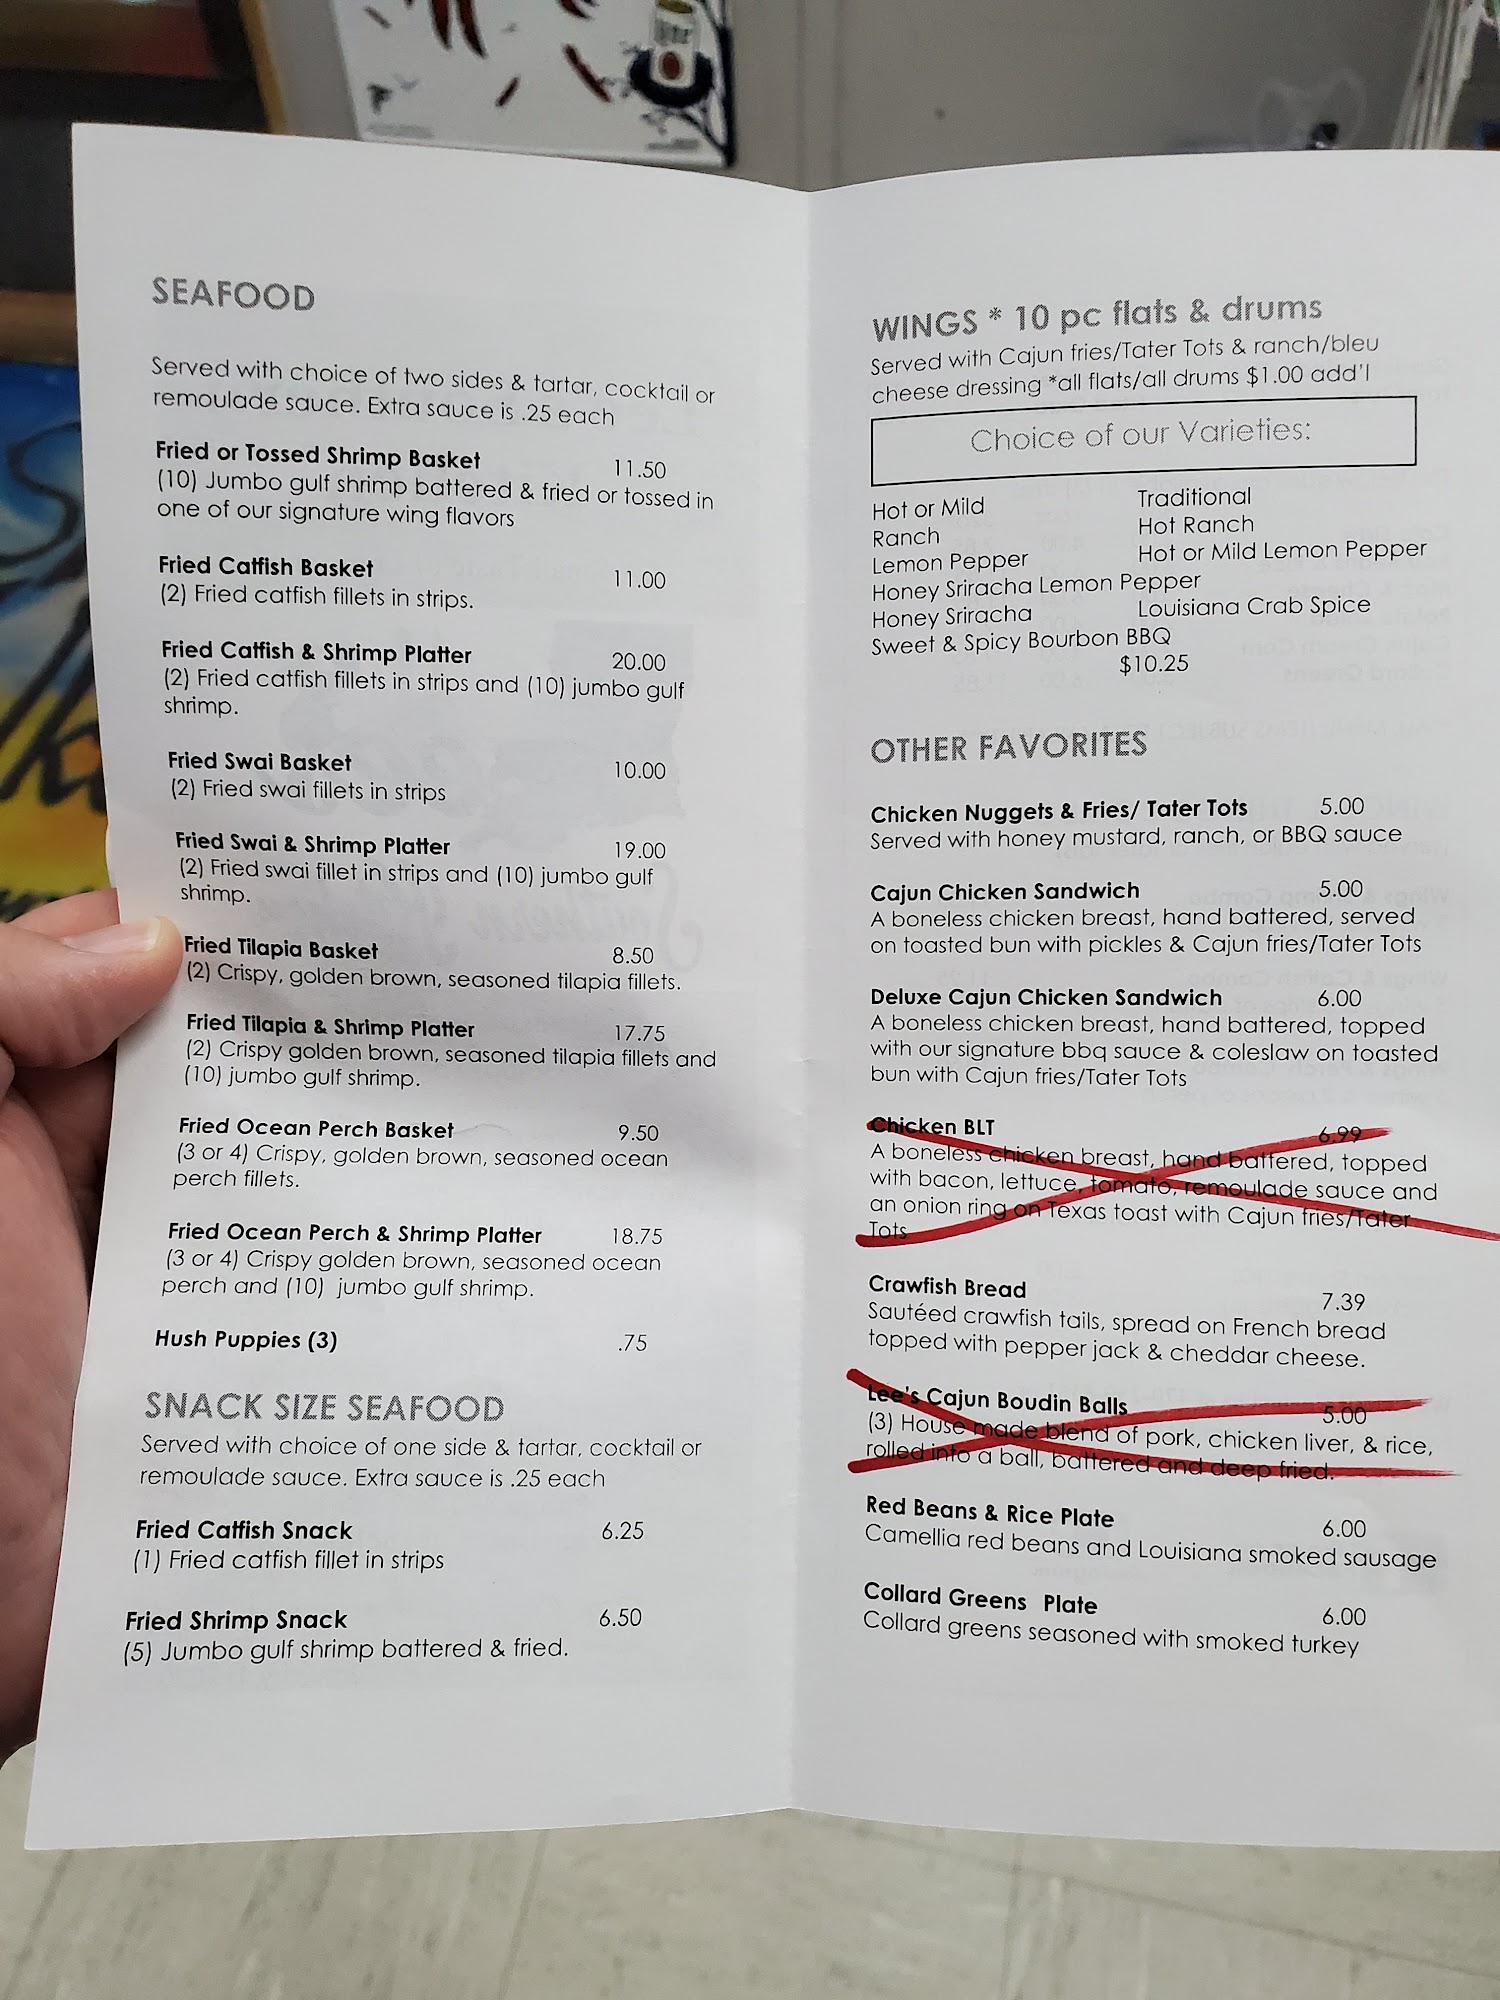 lite
SEAFOOD
Served with choice of two sides & tartar, cocktail or
remoulade sauce. Extra sauce is .25 each
Fried or Tossed Shrimp Basket 11.50
(10) Jumbo gulf shrimp battered & fried or tossed in
one of our signature wing flavors
Fried Catfish Basket 11.00
(2) Fried catfish fillets in strips.
Fried Catfish & Shrimp Platter 20.00
(2) Fried catfish fillets in strips and (10) jumbo gulf
shrimp.
Fried Swai Basket 10.00
(2) Fried swai fillets in strips
Fried Swai & Shrimp Platter 19.00
(2) Fried swai fillet in strips and (10) jumbo gulf
shrimp.
Fried Tilapia Basket 8.50
(2) Crispy, golden brown, seasoned tilapia fillets.
Fried Tilapia & Shrimp Platter 17.75
(2) Crispy golden brown, seasoned tilapia fillets and
(10) jumbo gulf shrimp.
Fried Ocean Perch Basket 9.50
(3 or 4) Crispy, golden brown, seasoned ocean
perch fillets.
Fried Ocean Perch & Shrimp Platter 18.75
(3 or 4) Crispy golden brown, seasoned ocean
perch and (10) jumbo gulf shrimp.
Hush Puppies (3) .75
SNACK SIZE SEAFOOD
Served with choice of one side & tartar, cocktail or
remoulade sauce. Extra sauce is .25 each
Fried Catfish Snack 6.25
(1) Fried catfish fillet in strips
Fried Shrimp Snack 6.50
(5) Jumbo gulf shrimp battered & fried.
WINGS * 10 pc flats & drums
Served with Cajun fries/Tater Tots & ranch/bleu
cheese dressing *all flats/all drums $1.00 add'l
Choice of our Varieties:
Hot or Mild Traditional
Ranch Hot Ranch
Lemon Pepper Hot or Mild Lemon Pepper
Honey Sriracha Lemon Pepper
Honey Sriracha Louisiana Crab Spice
Sweet & Spicy Bourbon BBQ
$10.25
OTHER FAVORITES
Chicken Nuggets & Fries/ Tater Tots 5.00
Served with honey mustard, ranch, or BBQ sauce
Cajun Chicken Sandwich 5.00
A boneless chicken breast, hand battered, served
on toasted bun with pickles & Cajun fries/Tater Tots
Deluxe Cajun Chicken Sandwich 6.00
A boneless chicken breast, hand battered, topped
with our signature bbq sauce & coleslaw on toasted
bun with Cajun fries/Tater Tots
Chicken BLT 6.99
A boneless chicken breast, hand battered, topped
with bacon, lettuce, tomato, remoulade sauce and
an onion ring on Texas toast with Cajun fries/Tater
Tots
Crawfish Bread 7.39
Sautéed crawfish tails, spread on French bread
topped with pepper jack & cheddar cheese.
Lee's Cajun Boudin Balls 5.00
(3) House made blend of pork, chicken liver, & rice,
rolled into a ball, battered and deep fried.
Red Beans & Rice Plate 6.00
Camellia red beans and Louisiana smoked sausage
Collard Greens Plate 6.00
Collard greens seasoned with smoked turkey